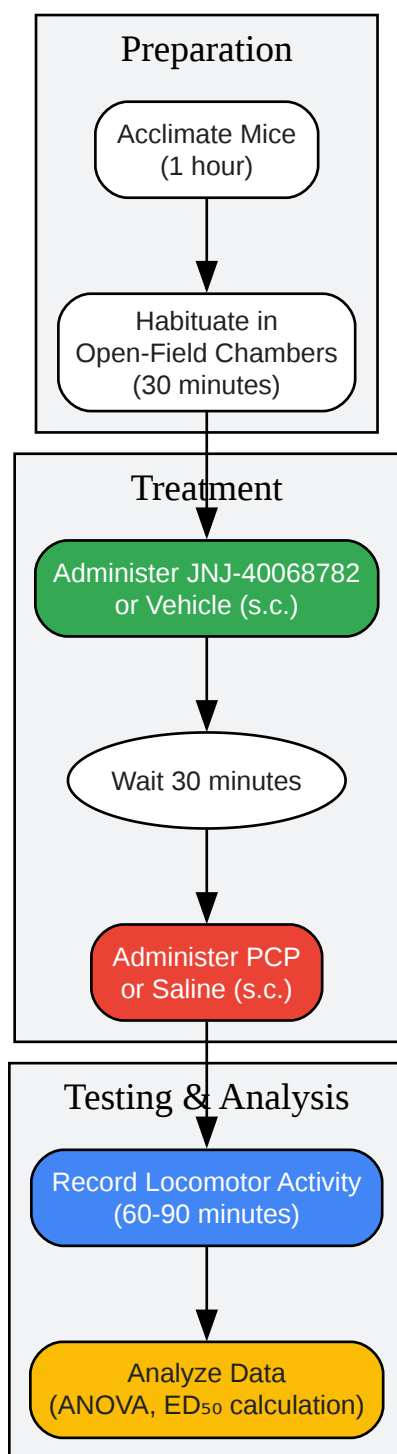 Preparation
Acclimate Mice
(1 hour)
Habituate in
Open-Field Chambers
(30 minutes)
Treatment
Administer JNJ-40068782
or Vehicle (s.c.)
Wait 30 minutes
Administer PCP
or Saline (s.c.)
Testing & Analysis
Record Locomotor Activity
(60-90 minutes)
Analyze Data
(ANOVA, ED₅₀ calculation)